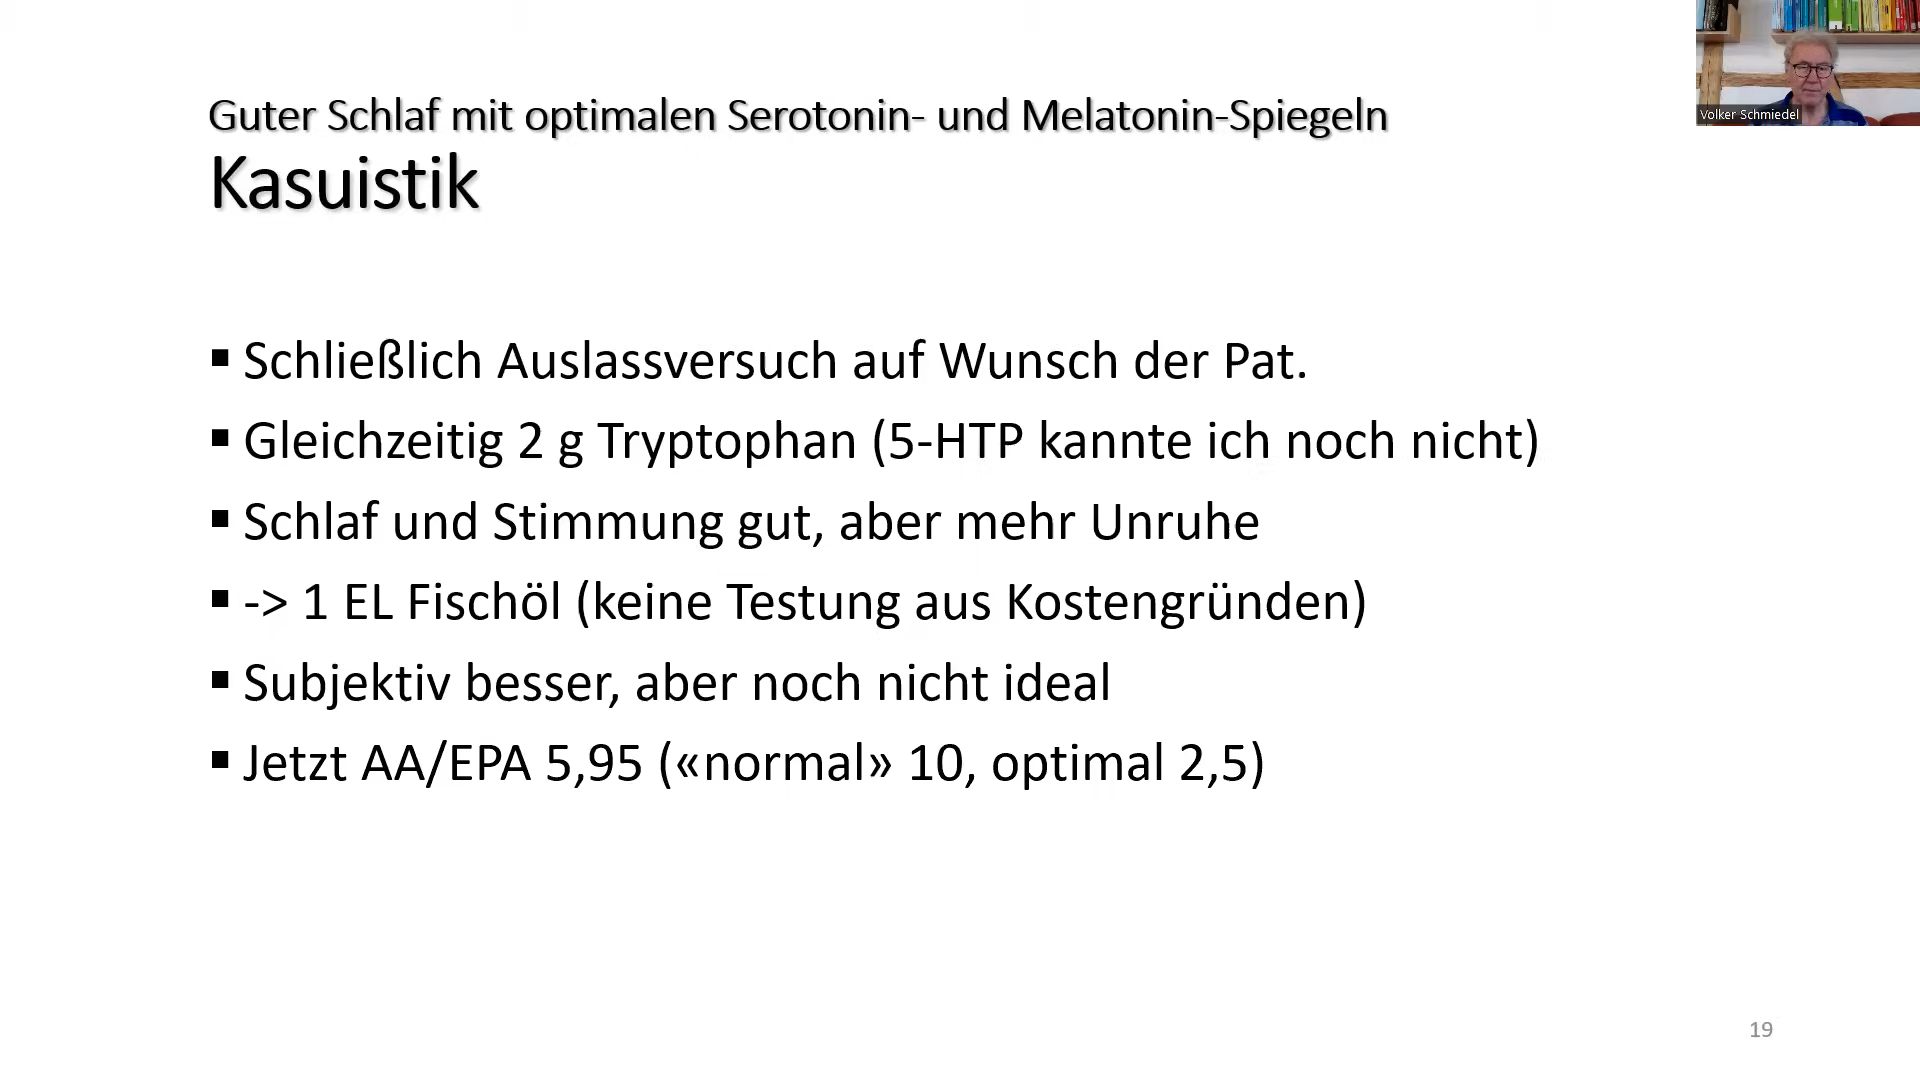 Guter Schlaf mit optimalen Serotonin- und Melatonin-Spiegeln
Kasuistik
Volker Schmiedel
▪ Schließlich Auslassversuch auf Wunsch der Pat.
▪ Gleichzeitig 2 g Tryptophan (5-HTP kannte ich noch nicht)
▪ Schlaf und Stimmung gut, aber mehr Unruhe
▪ -> 1 EL Fischöl (keine Testung aus Kostengründen)
▪ Subjektiv besser, aber noch nicht ideal
▪ Jetzt AA/EPA 5,95 («normal» 10, optimal 2,5)
19